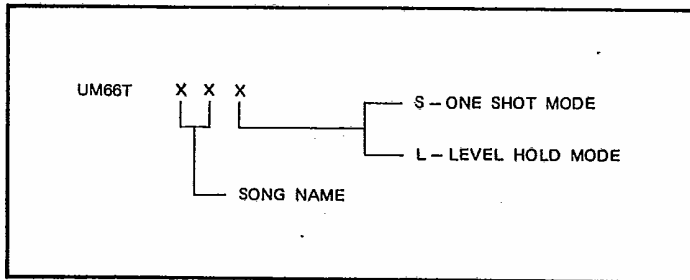 UM66T X X X
S – ONE SHOT MODE
L – LEVEL HOLD MODE
SONG NAME